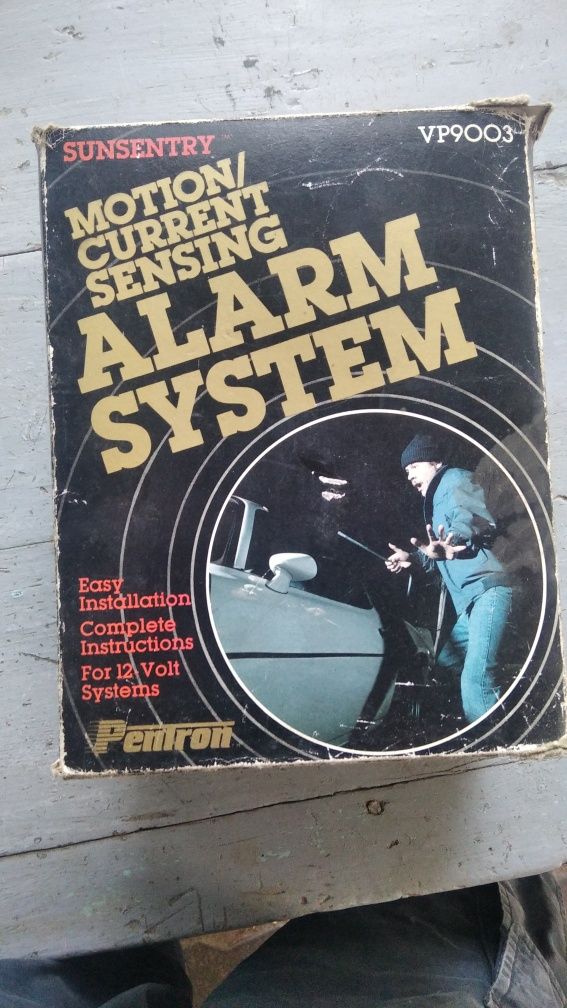 SUNSENTRY™
VP9003
MOTION/
CURRENT
SENSING
ALARM
SYSTEM
Easy
Installation
Complete
Instructions
For 12-Volt
Systems
Pentron